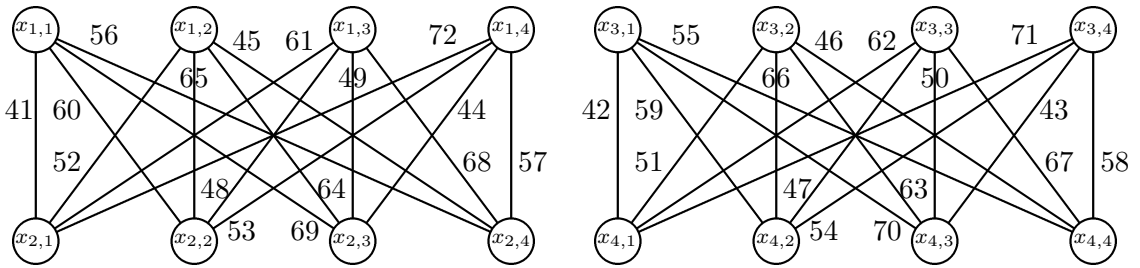 x1,1 56 x1,2 45 61 x1,3 72 x1,4 x3,1 55 x3,2 46 62 x3,3 71 x3,4
65 49 66 50
41 60 44 42 59 43
52 68 57 51 67 58
48 64 47 63
x2,1 x2,2 53 69 x2,3 x2,4 x4,1 x4,2 54 70 x4,3 x4,4